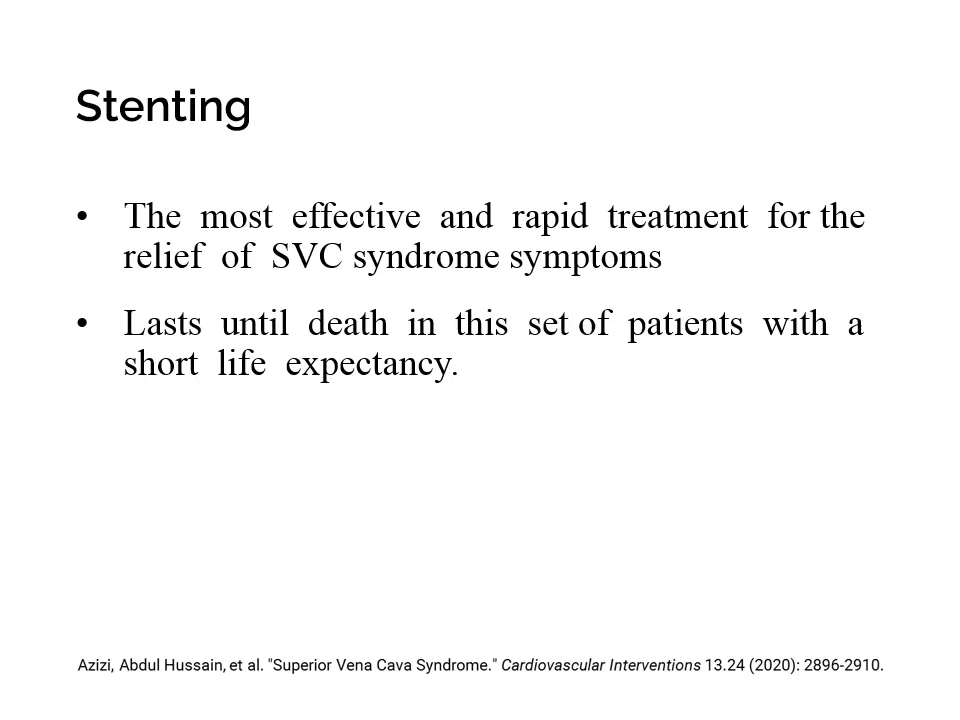 Stenting
• The most effective and rapid treatment for the
relief of SVC syndrome symptoms
• Lasts until death in this set of patients with a
short life expectancy.
Azizi, Abdul Hussain, et al. "Superior Vena Cava Syndrome." Cardiovascular Interventions 13.24 (2020): 2896-2910.